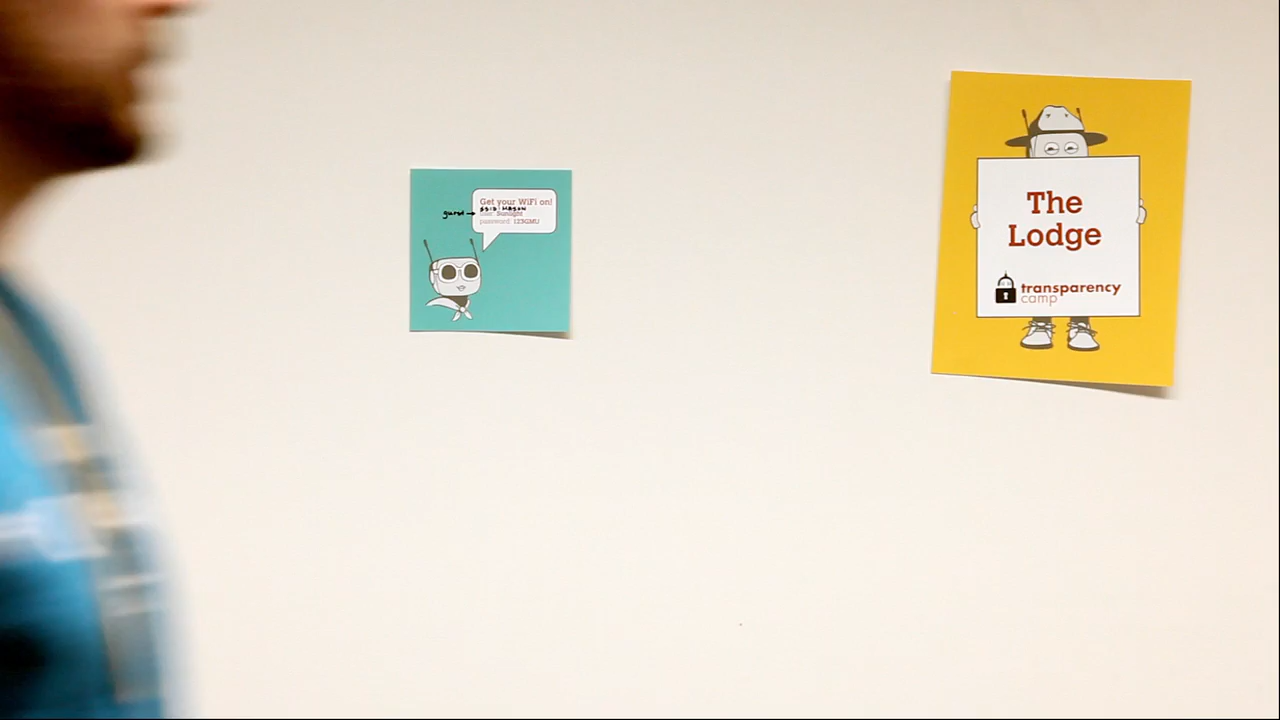 Get your WiFi on!
SSID: MASON
guest → user: Sunlight
password: 123GMU
The
Lodge
transparency
camp